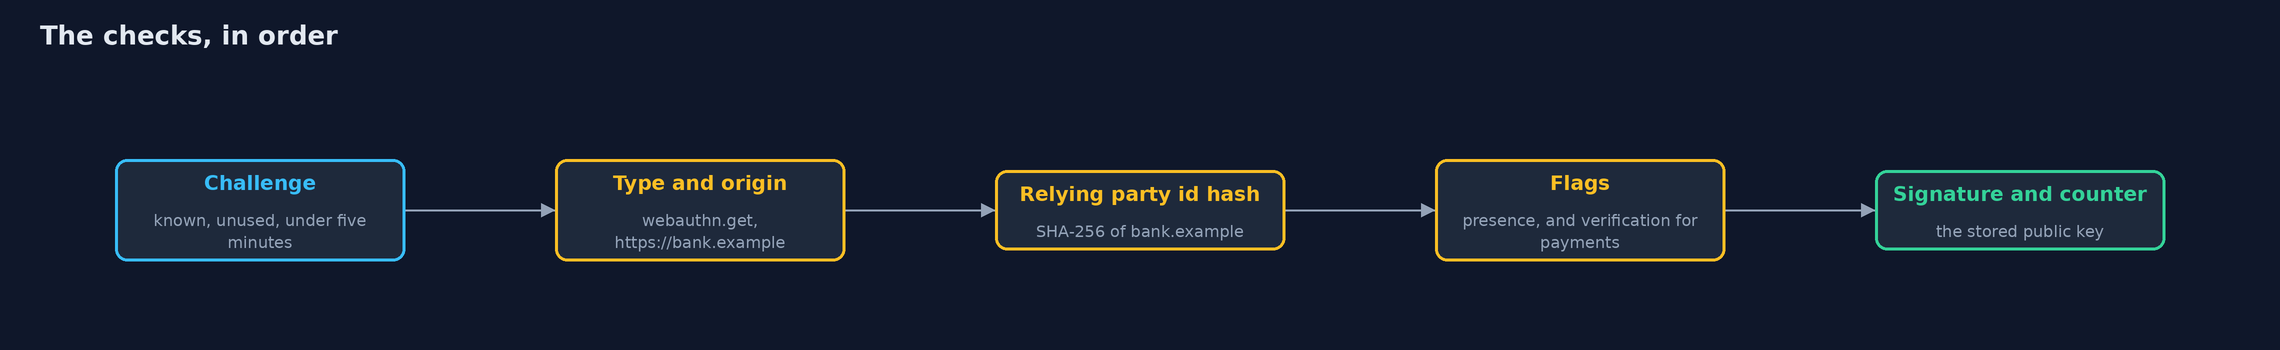 The checks, in order
Challenge
known, unused, under five
minutes
Type and origin
webauthn.get,
https://bank.example
Relying party id hash
SHA-256 of bank.example
Flags
presence, and verification for
payments
Signature and counter
the stored public key